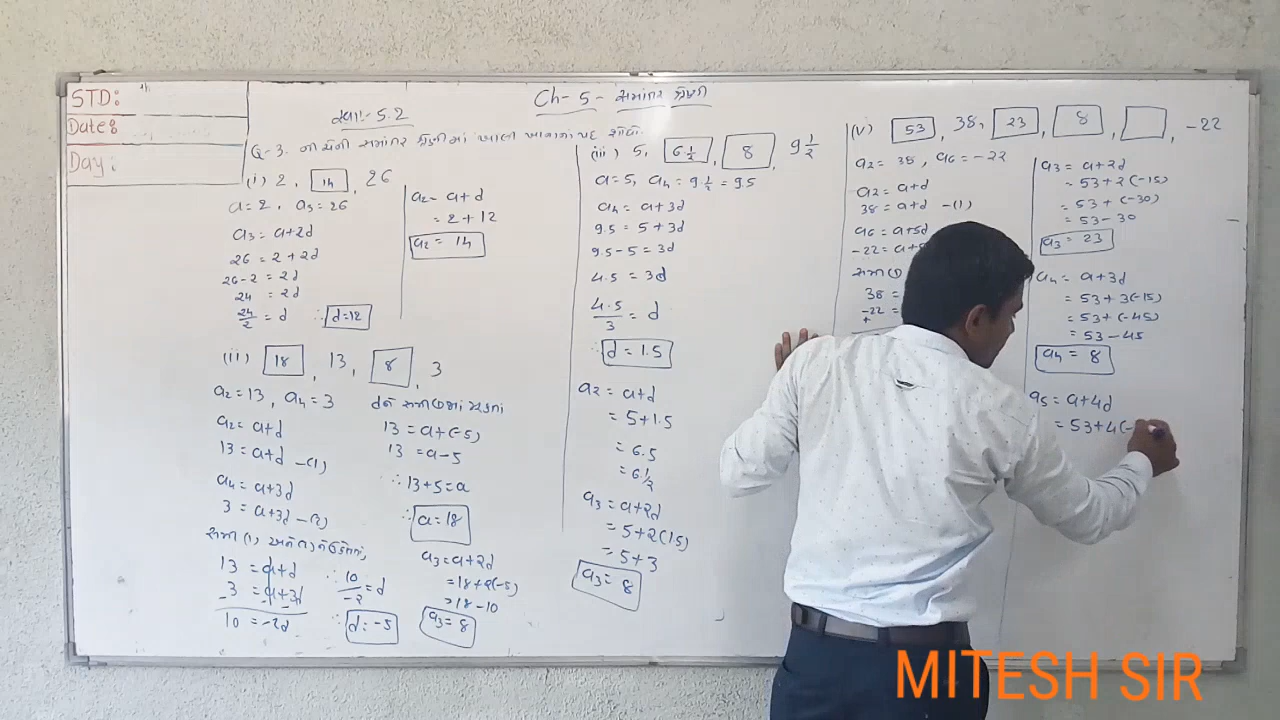 STD:
Date:
Day:
Ch-5 - સમાંતર શ્રેણી
સ્વા:-5.2
Q-3. નીચેની સમાંતર શ્રેણીમાં ખાલી ખાનાનાં પદ શોધો.
(i) 2, 14, 26
a=2, a3=26
a3=a+2d
26=2+2d
26-2=2d
24=2d
24/2=d ∴ d=12
a2=a+d
=2+12
a2=14
(ii) 18, 13, 8, 3
a2=13, a4=3
a2=a+d
13=a+d —(1)
a4=a+3d
3=a+3d —(2)
સમી (1)
13=a+d
3=a+3d
10=-2d
∴ 10/-2=d
∴ d=-5
13=a+(-5)
13=a-5
∴ 13+5=a
∴ a=18
a3=a+2d
=18+2(-5)
=18-10
a3=8
(iii) 5, 6½, 8, 9½
a=5, a4=9½=9.5
a4=a+3d
9.5=5+3d
9.5-5=3d
4.5=3d
4.5/3=d
∴ d=1.5
a2=a+d
=5+1.5
=6.5
=6½
a3=a+2d
=5+2(1.5)
=5+3
a3=8
(v) 53, 38, 23, 8, , -22
a2=38, a6=-22
a2=a+d
38=a+d —(1)
a6=a+5d
-22=a+5
38=
-22=
+
a3=a+2d
=53+2(-15)
=53+(-30)
=53-30
a3=23
a4=a+3d
=53+3(-15)
=53+(-45)
=53-45
a4=8
a5=a+4d
=53+4(-
MITESH SIR